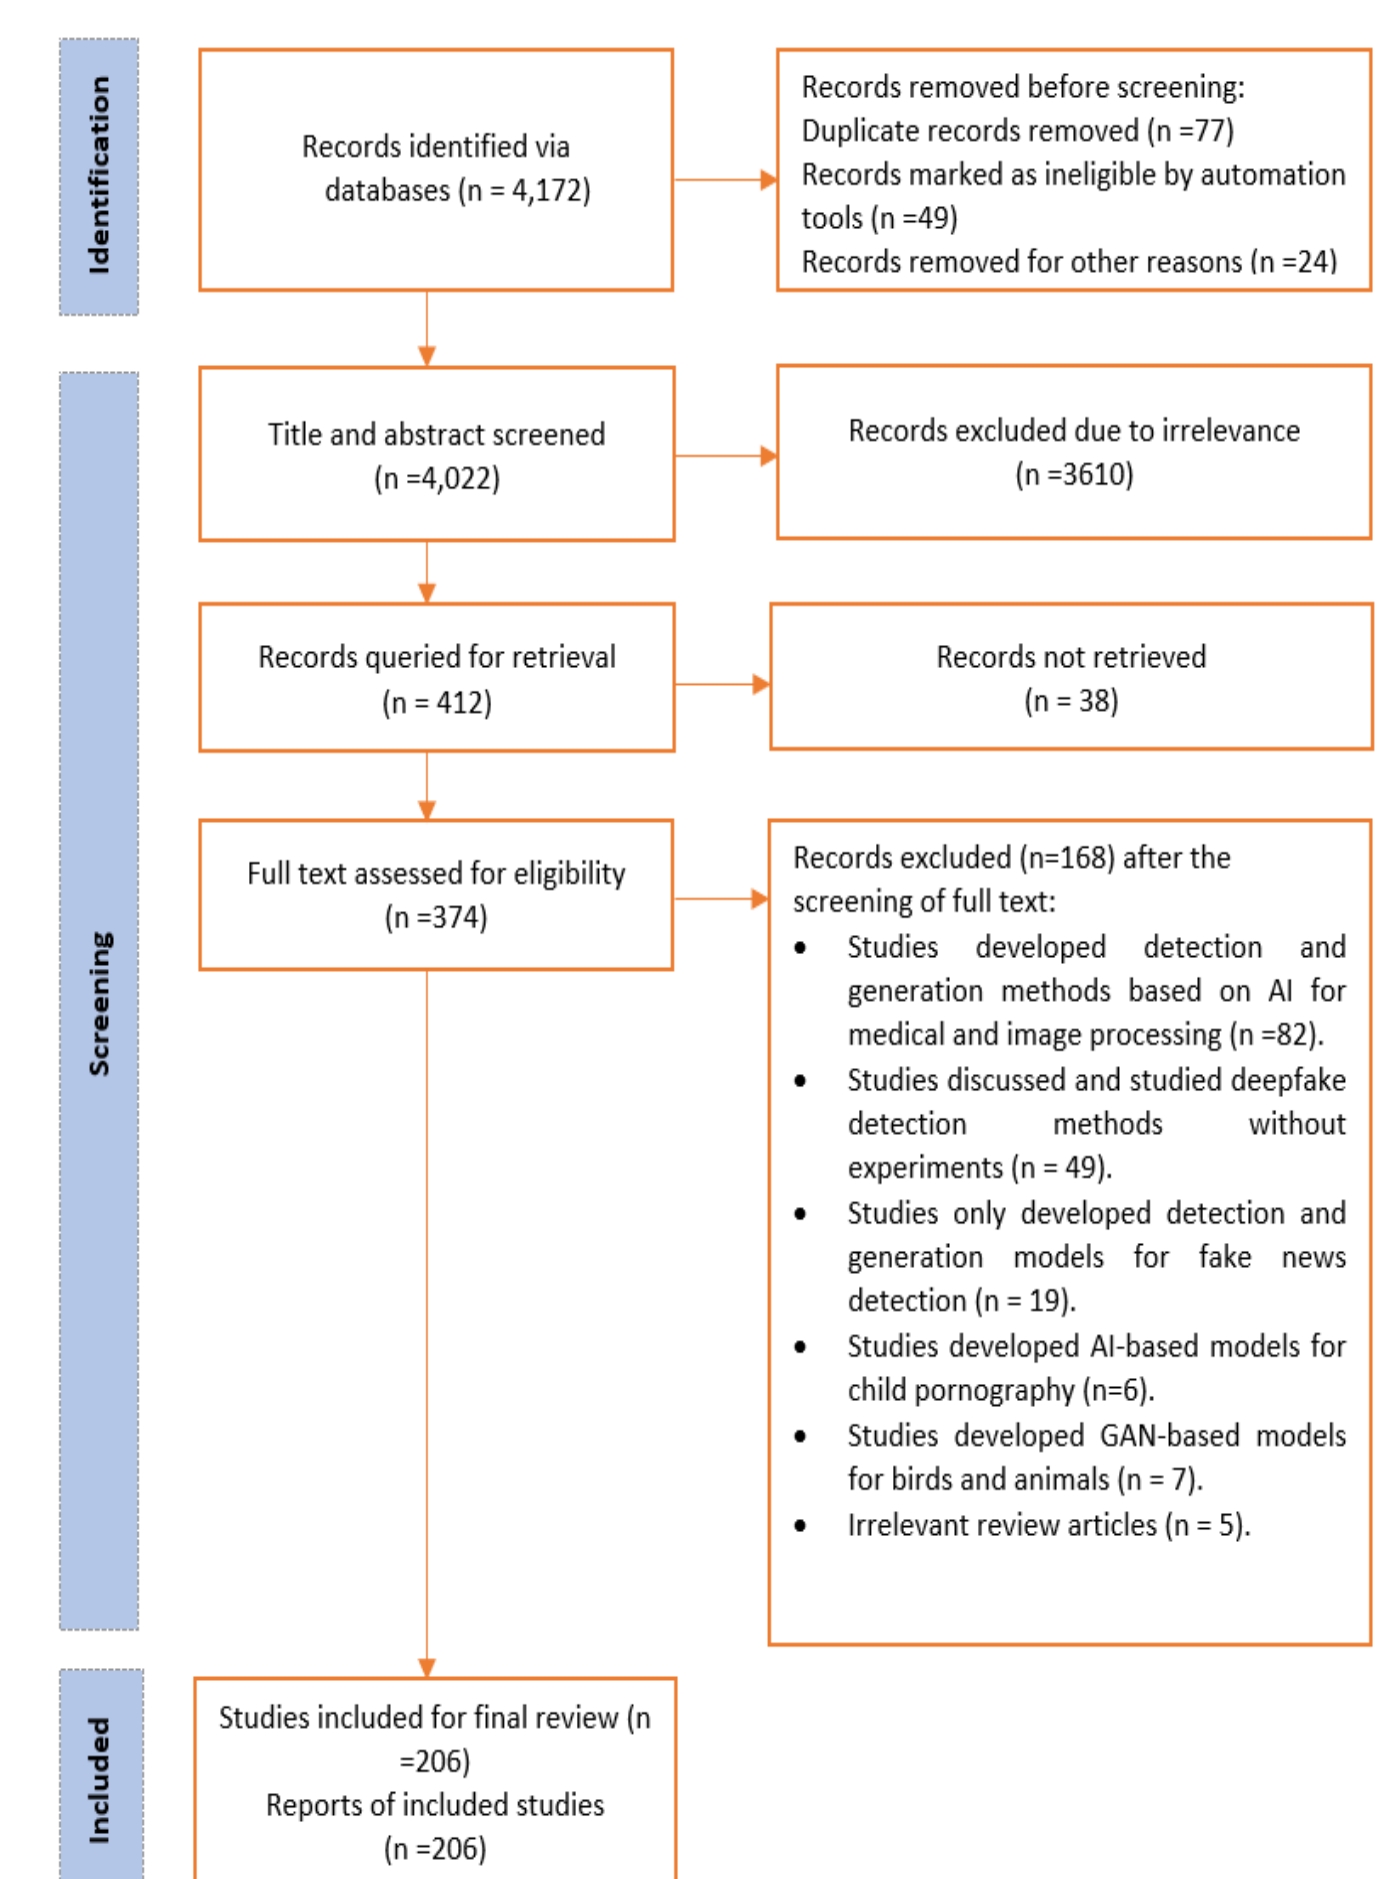 Identification
Records identified via
databases (n = 4,172)
Records removed before screening:
Duplicate records removed (n =77)
Records marked as ineligible by automation
tools (n =49)
Records removed for other reasons (n =24)
Screening
Title and abstract screened
(n =4,022)
Records excluded due to irrelevance
(n =3610)
Records queried for retrieval
(n = 412)
Records not retrieved
(n = 38)
Full text assessed for eligibility
(n =374)
Records excluded (n=168) after the
screening of full text:
• Studies developed detection and
generation methods based on AI for
medical and image processing (n =82).
• Studies discussed and studied deepfake
detection methods without
experiments (n = 49).
• Studies only developed detection and
generation models for fake news
detection (n = 19).
• Studies developed AI-based models for
child pornography (n=6).
• Studies developed GAN-based models
for birds and animals (n = 7).
• Irrelevant review articles (n = 5).
Included
Studies included for final review (n
=206)
Reports of included studies
(n =206)